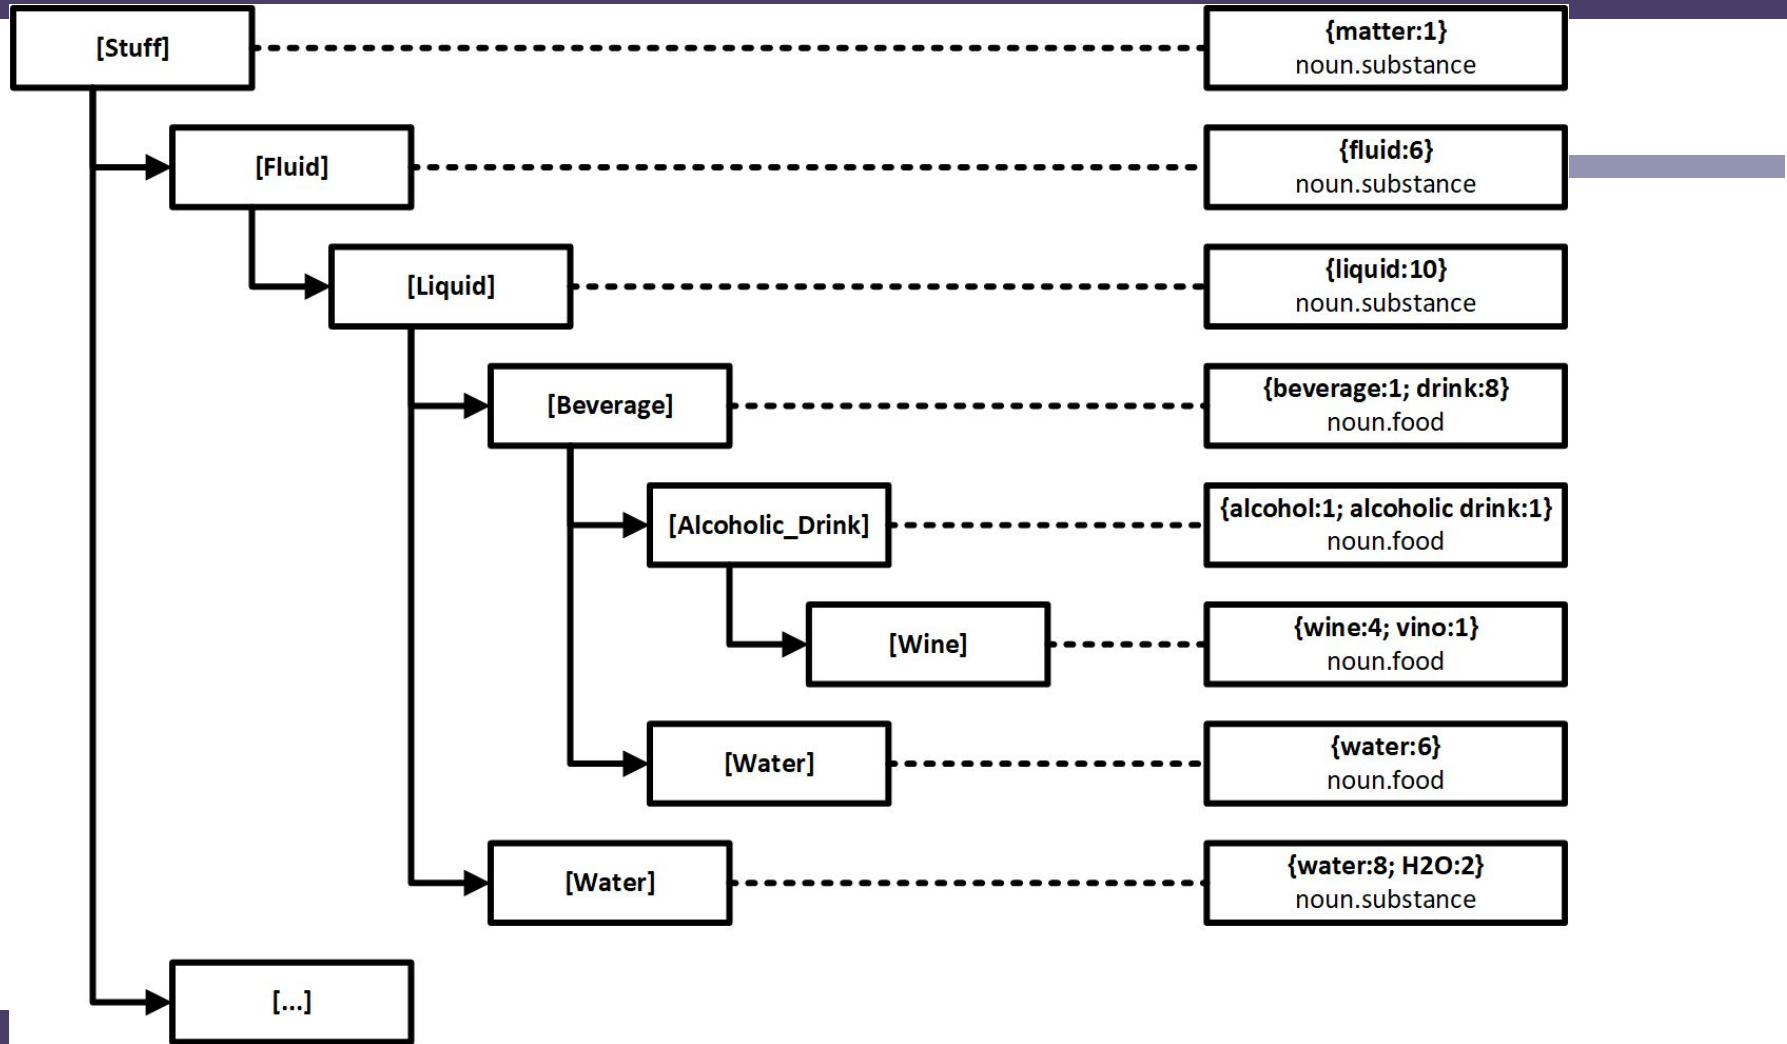 [Stuff]
{matter:1}
noun.substance
[Fluid]
{fluid:6}
noun.substance
[Liquid]
{liquid:10}
noun.substance
[Beverage]
{beverage:1; drink:8}
noun.food
[Alcoholic_Drink]
{alcohol:1; alcoholic drink:1}
noun.food
[Wine]
{wine:4; vino:1}
noun.food
[Water]
{water:6}
noun.food
[Water]
{water:8; H2O:2}
noun.substance
[...]